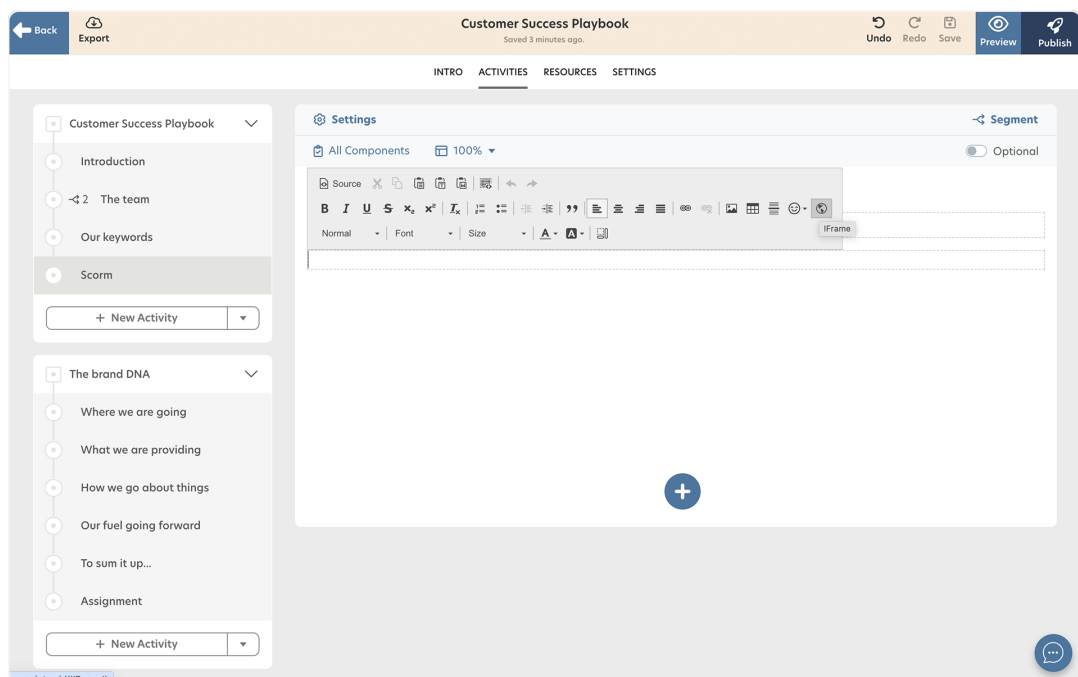 Back
Export
Customer Success Playbook
Saved 3 minutes ago.
Undo
Redo
Save
Preview
Publish
INTRO ACTIVITIES RESOURCES SETTINGS
Customer Success Playbook
Introduction
2 The team
Our keywords
Scorm
+ New Activity
The brand DNA
Where we are going
What we are providing
How we go about things
Our fuel going forward
To sum it up...
Assignment
+ New Activity
Settings
Segment
All Components
100%
Optional
Source
Normal Font Size
IFrame